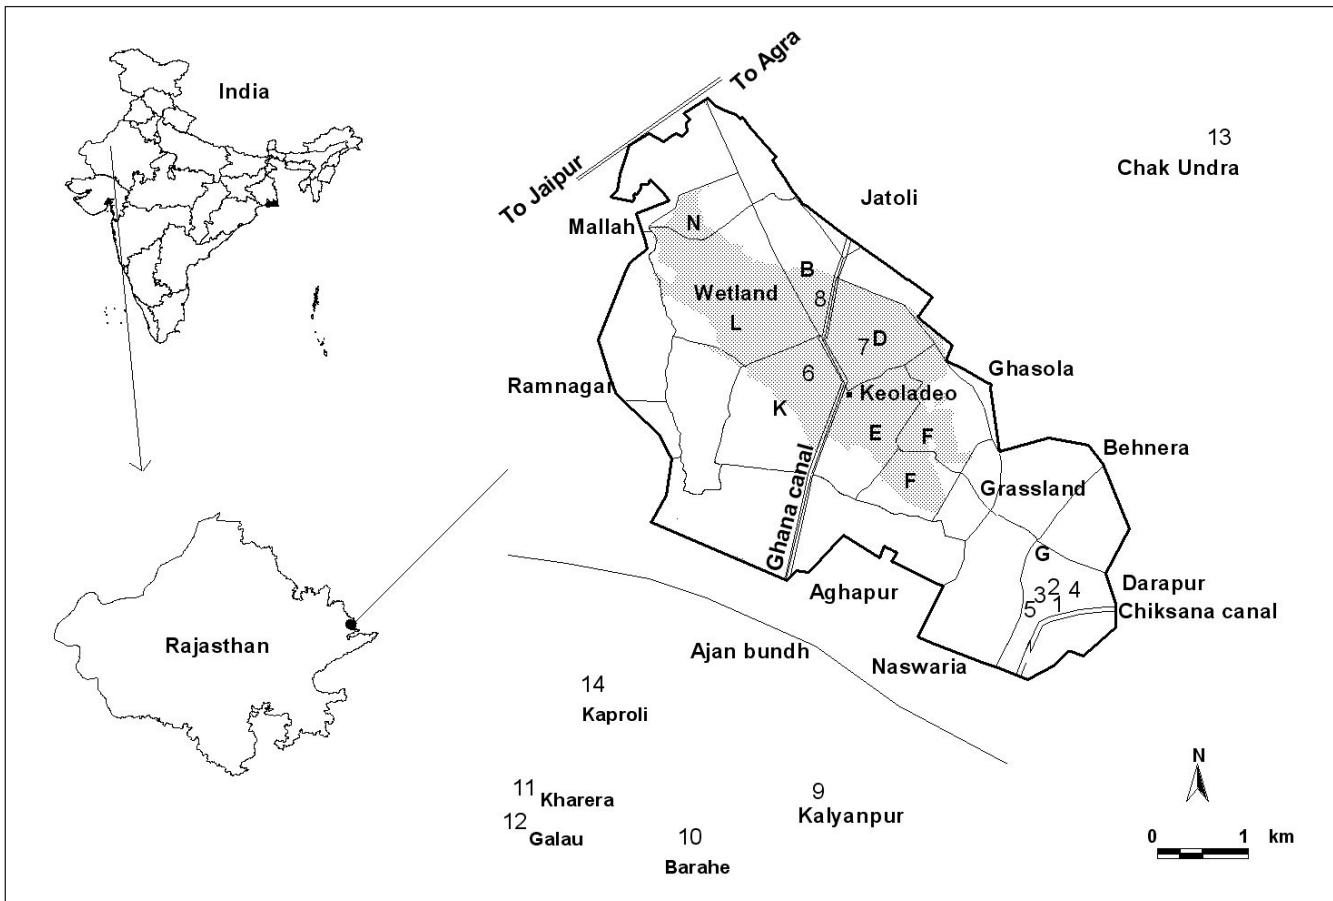 India
To Agra
To Jaipur
13
Chak Undra
Jatoli
Mallah
N
B
Wetland
8
L
7
D
6
Ghasola
Ramnagar
Keoladeo
K
E
F
Behnera
F
Grassland
Ghana canal
G
Darapur
2
4
3
1
5
Chiksana canal
Aghapur
Rajasthan
Ajan bundh
Naswaria
14
Kaproli
N
11
Kharera
9
Kalyanpur
12
Galau
10
Barahe
0 1 km